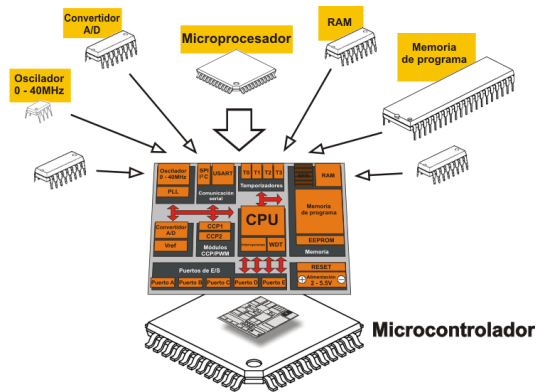 Convertidor
A/D
Microprocesador
RAM
Memoria
de programa
Oscilador
0 - 40MHz
Oscilador
0 - 40MHz
PLL
SPI
I²C
USART
Comunicación
serial
T0 T1 T2 T3
Temporizadores
RAM
Memoria
de programa
EEPROM
Memoria
CPU
WDT
Convertidor
A/D
Vref
CCP1
CCP2
Módulos
CCP/PWM
Puertos de E/S
Puerto A Puerto B Puerto C Puerto D Puerto E
RESET
Alimentación
2 - 5.5V
Microcontrolador